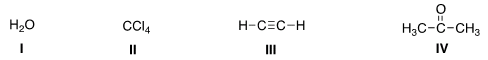 O
H₂O CCl₄ H–C≡C–H H₃C–C–CH₃
I II III IV